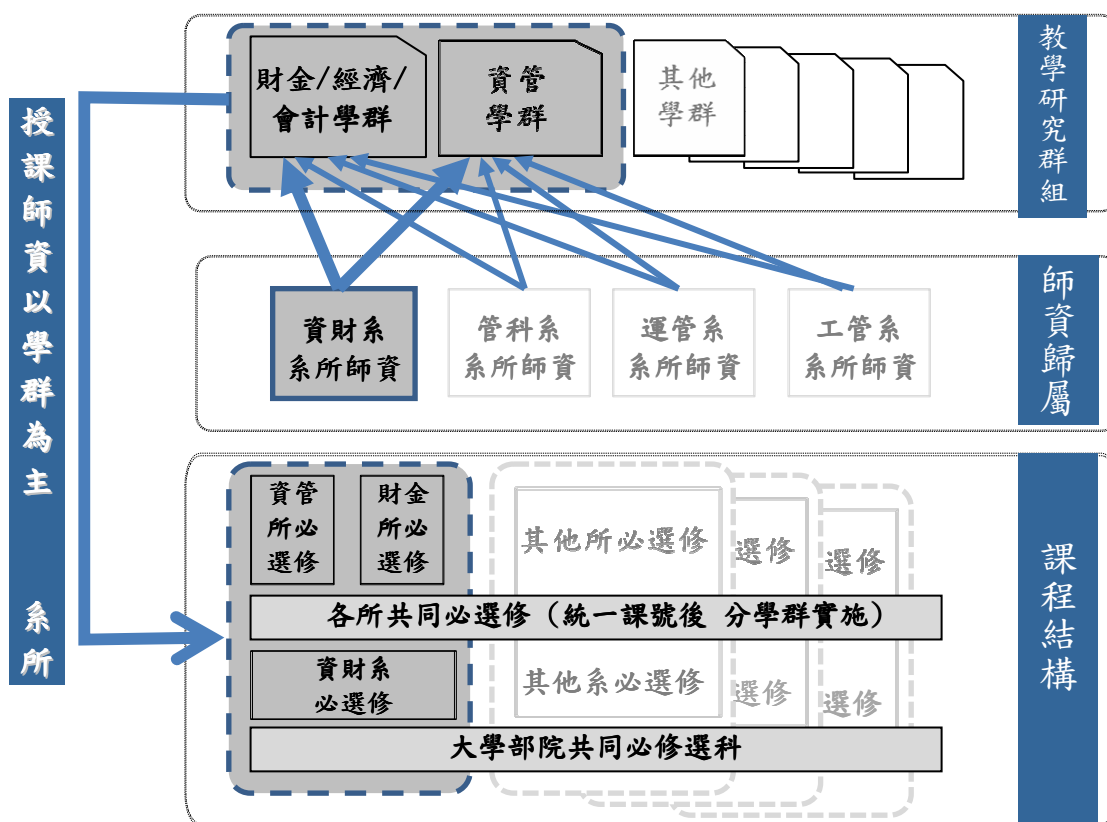 財金/經濟/
會計學群
資管
學群
其他
學群
教學研究群組
授課師資以學群為主 系所
資財系
系所師資
管科系
系所師資
運管系
系所師資
工管系
系所師資
師資歸屬
資管
所必
選修
財金
所必
選修
其他所必選修
選修
選修
各所共同必選修（統一課號後 分學群實施）
資財系
必選修
其他系必選修
選修
選修
大學部院共同必修選科
課程結構